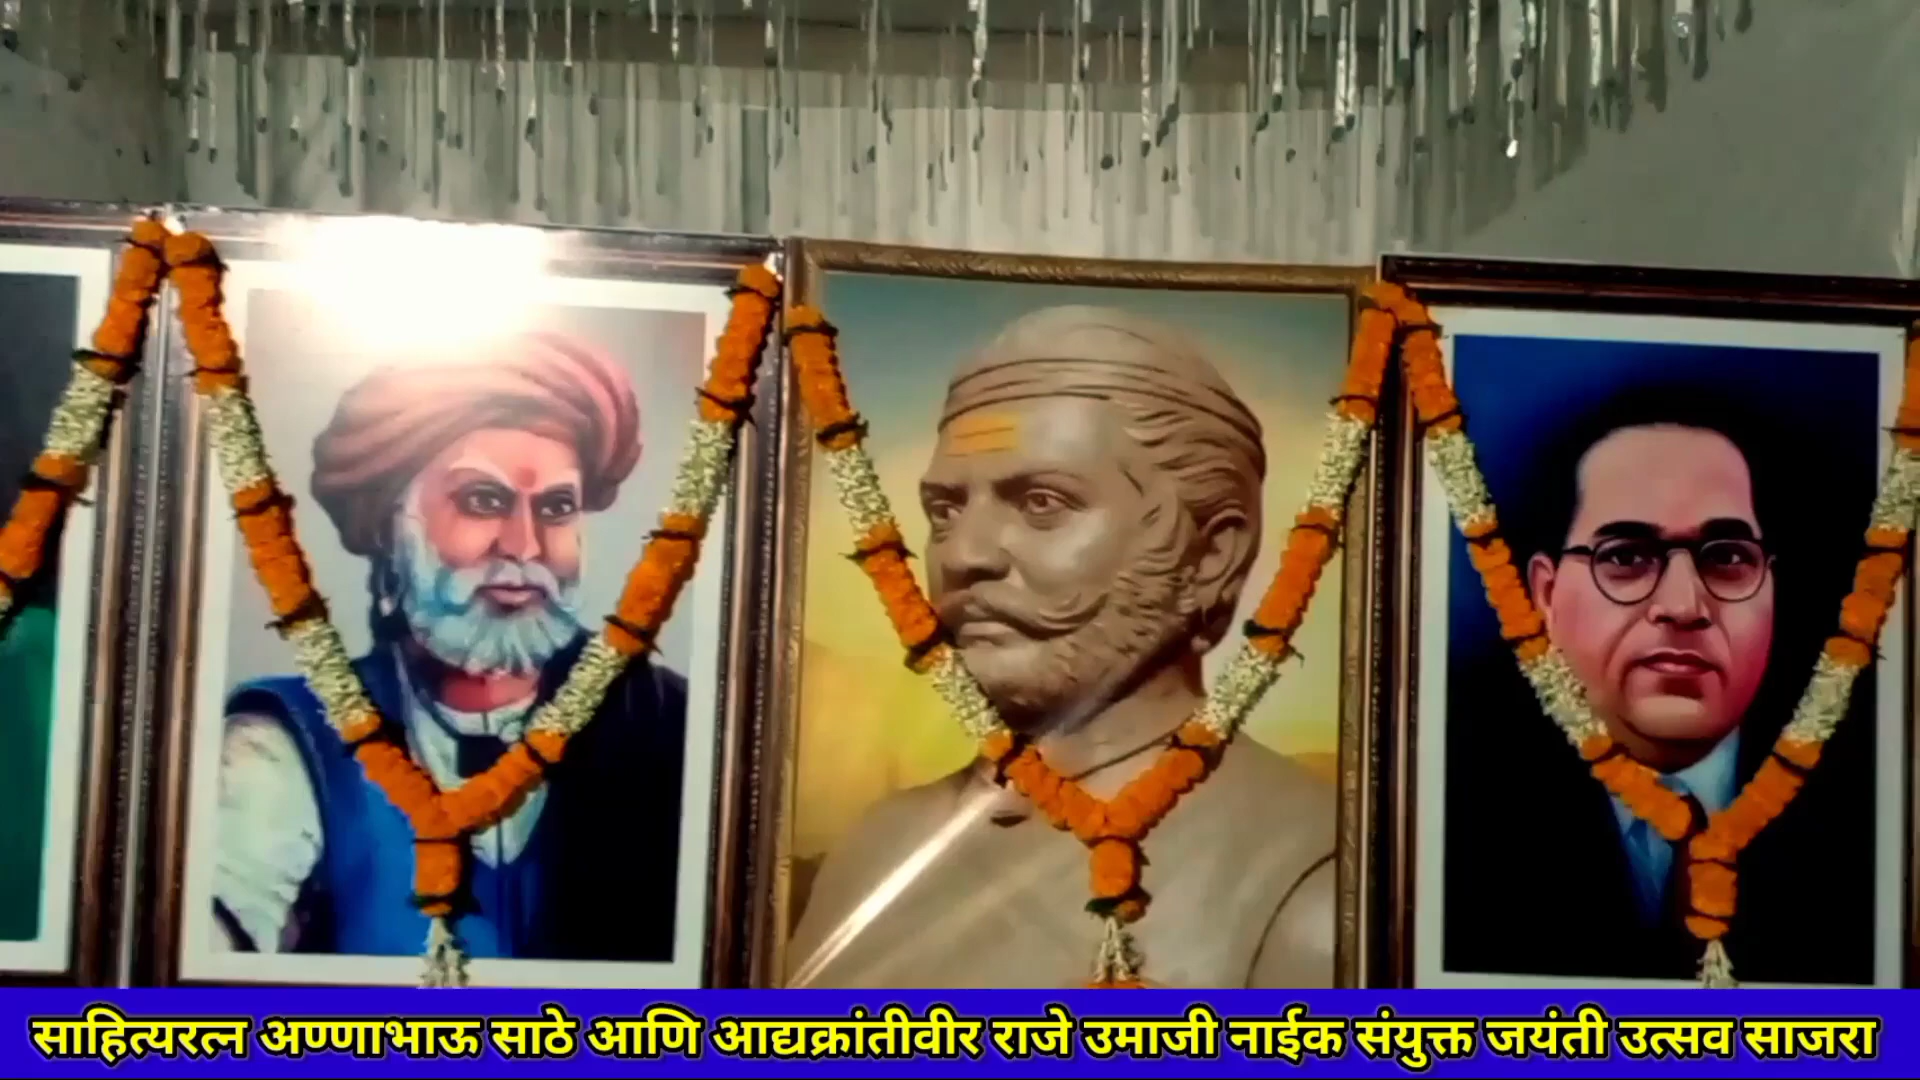 साहित्यरत्न अण्णाभाऊ साठे आणि आद्यक्रांतीवीर राजे उमाजी नाईक संयुक्त जयंती उत्सव साजरा